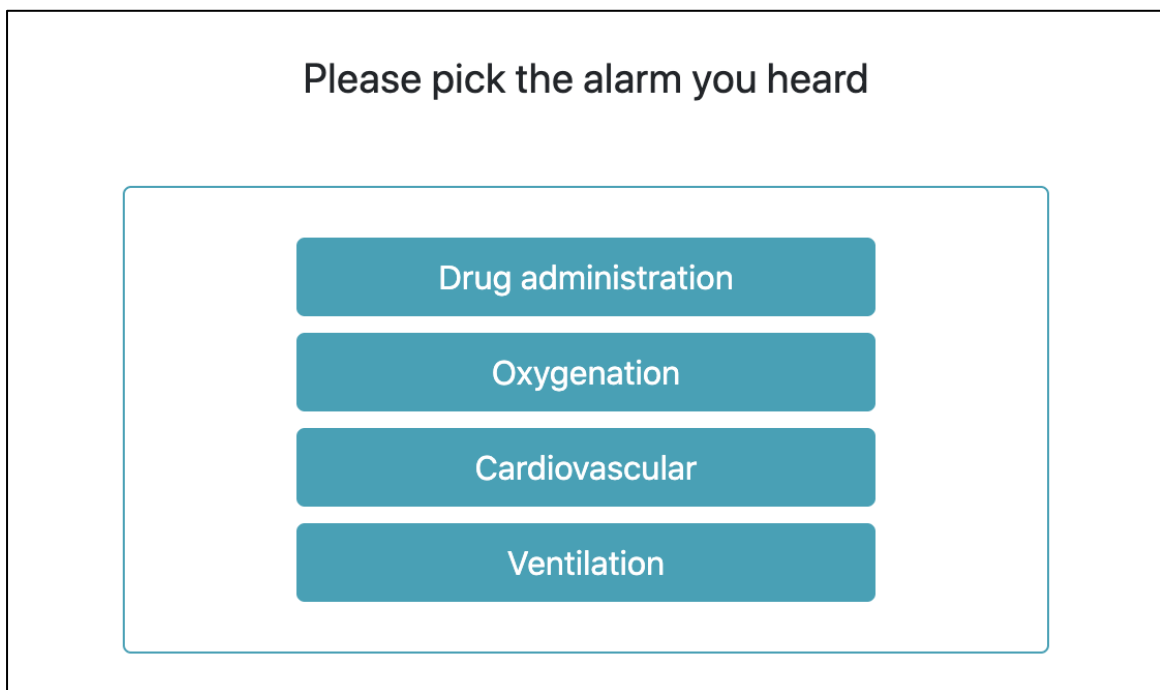 Please pick the alarm you heard
Drug administration
Oxygenation
Cardiovascular
Ventilation